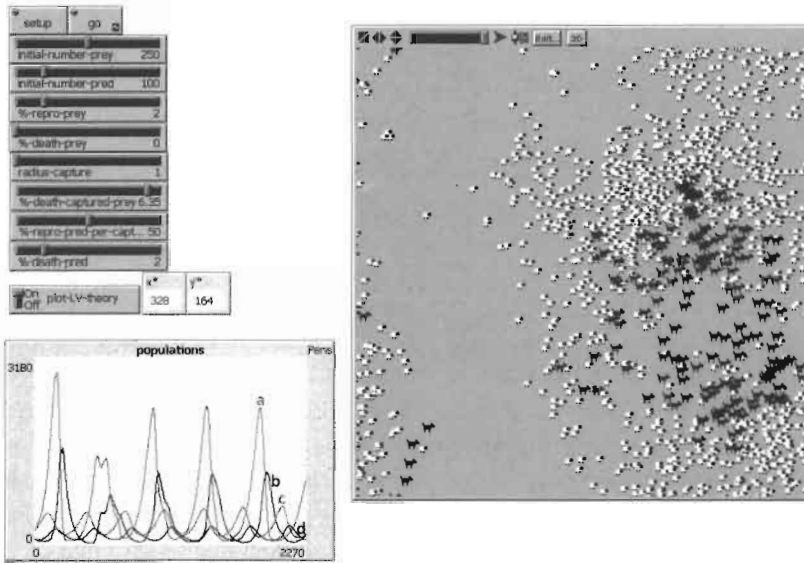 setup go
initial-number-prey 250
initial-number-pred 100
%-repro-prey 2
%-death-prey 0
radius-capture 1
%-death-captured-prey 6.35
%-repro-pred-per-capt... 50
%-death-pred 2
On
Off
plot-LV-theory
x* y*
328 164
populations Pens
3180
a
b
c
d
0
0 2270